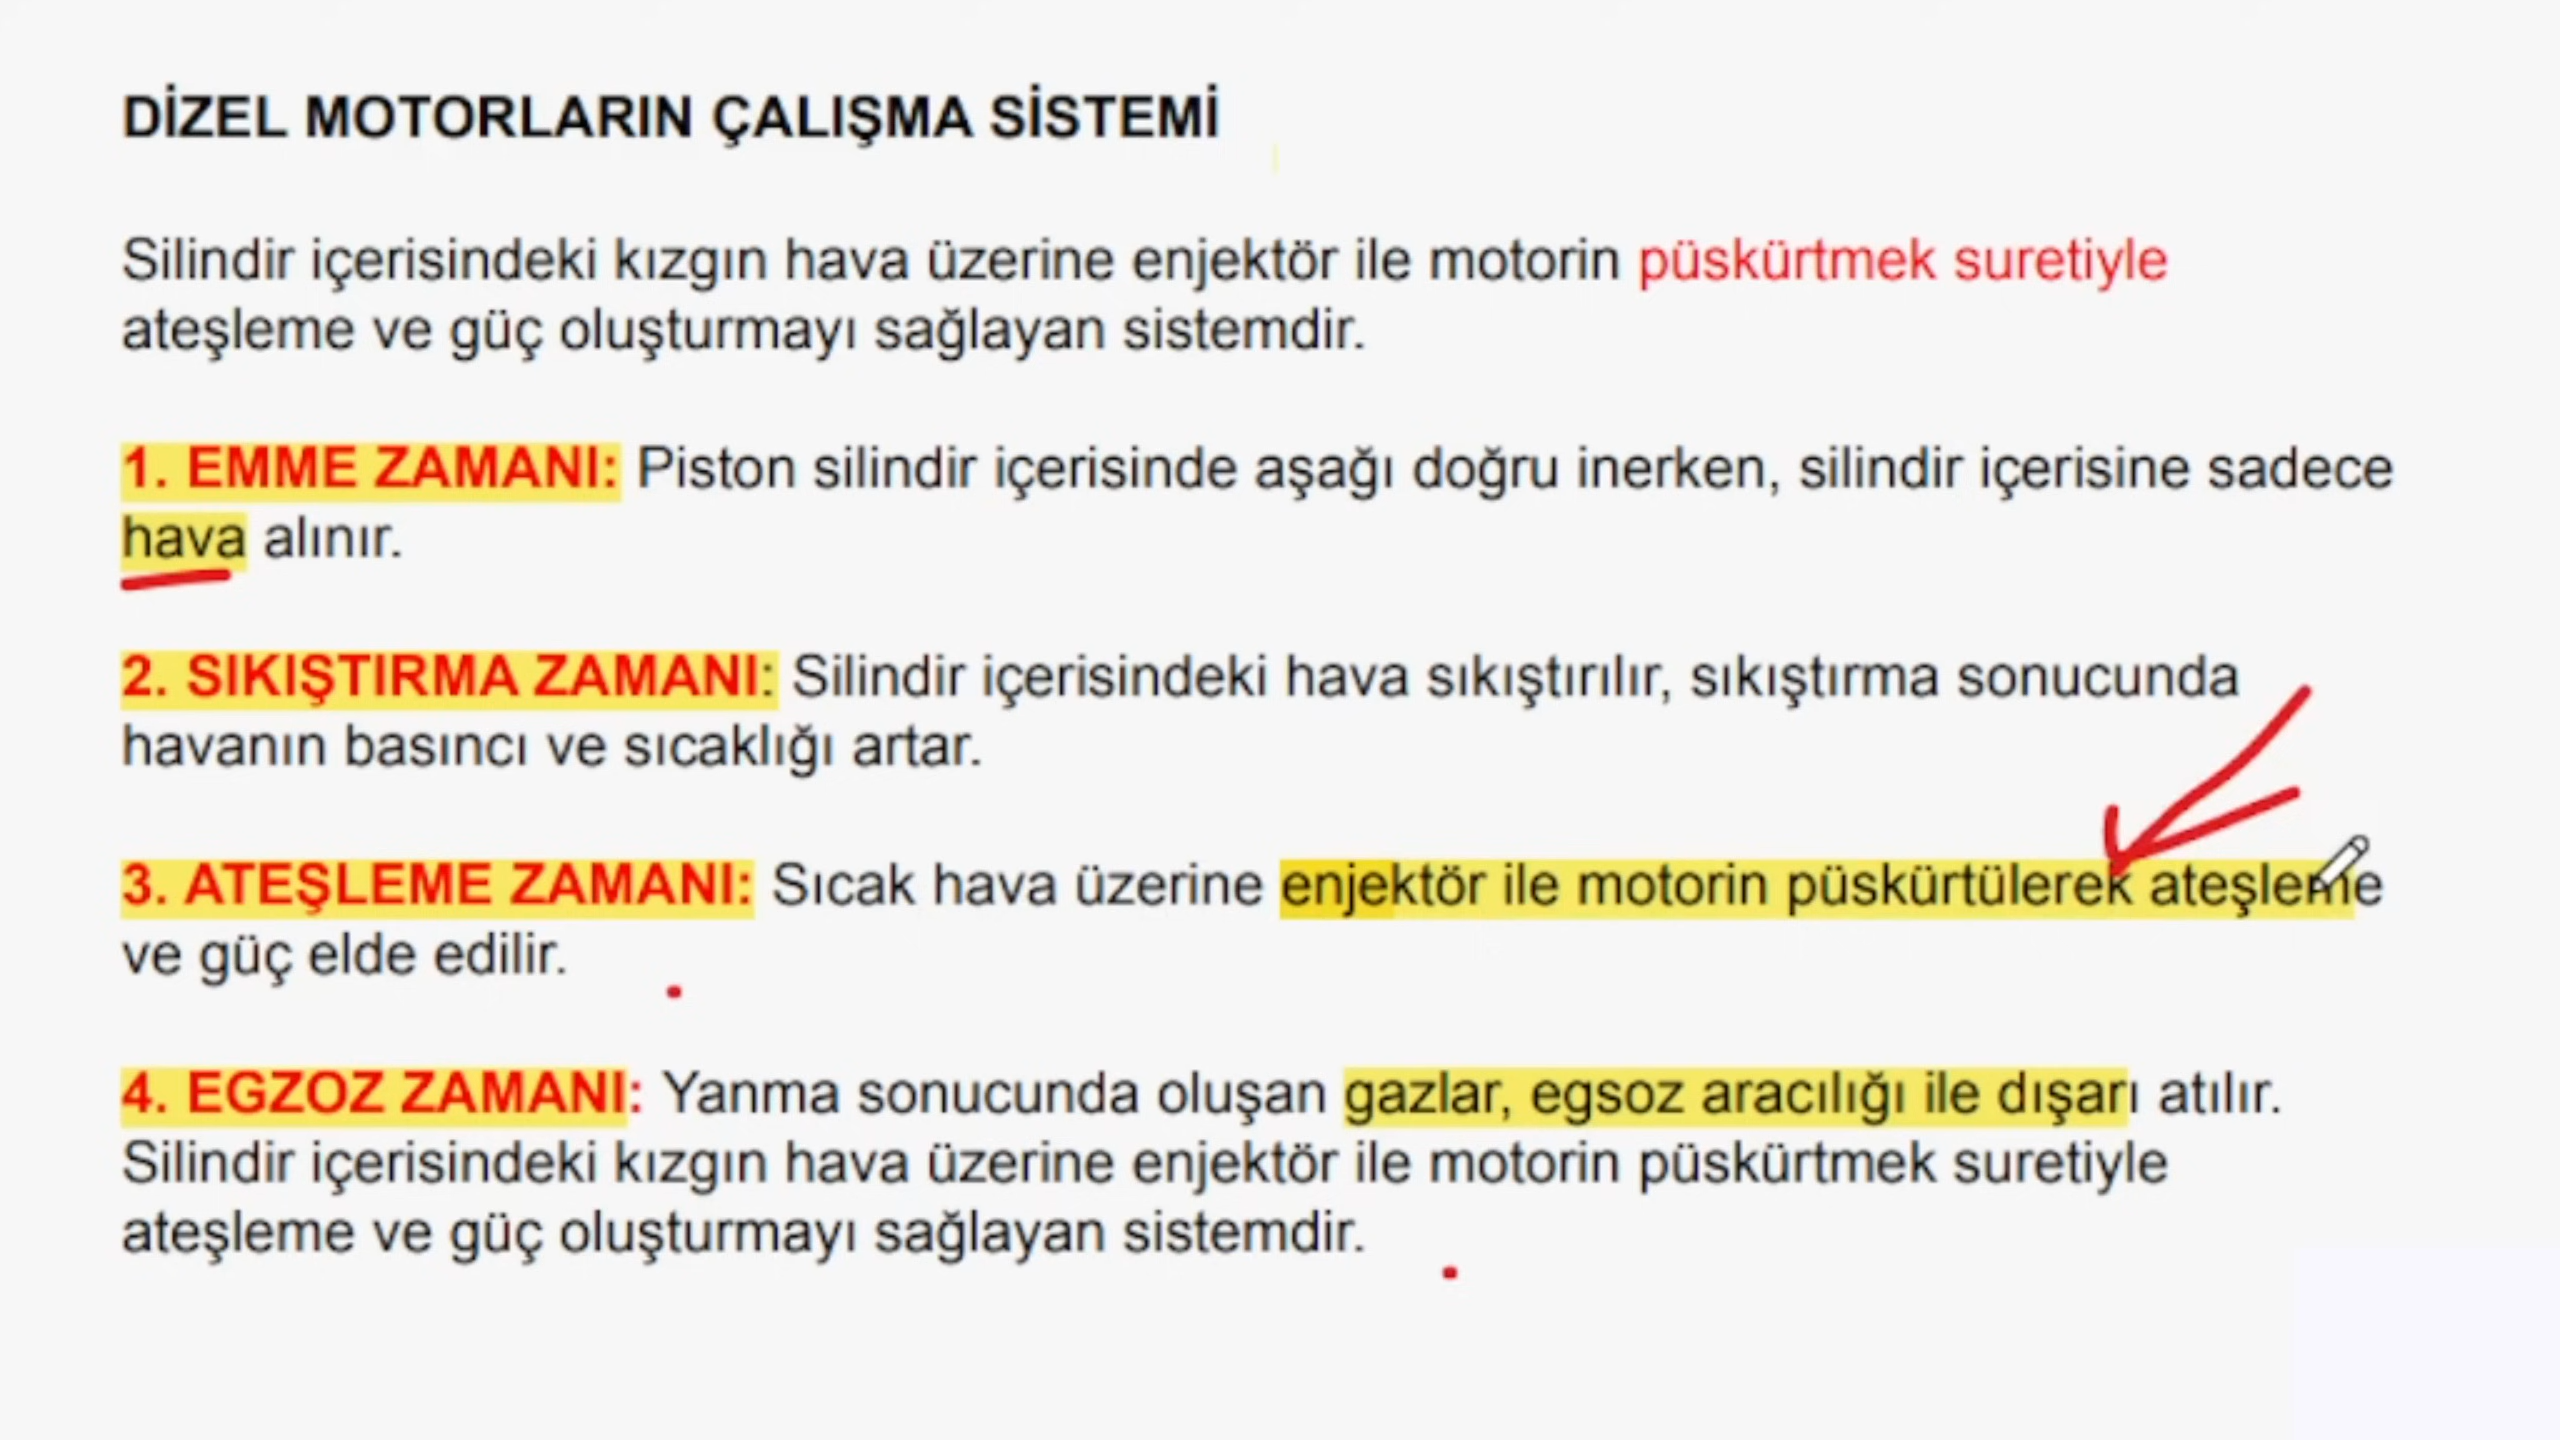 DİZEL MOTORLARIN ÇALIŞMA SİSTEMİ
Silindir içerisindeki kızgın hava üzerine enjektör ile motorin püskürtmek suretiyle
ateşleme ve güç oluşturmayı sağlayan sistemdir.
1. EMME ZAMANI: Piston silindir içerisinde aşağı doğru inerken, silindir içerisine sadece
hava alınır.
2. SIKIŞTIRMA ZAMANI: Silindir içerisindeki hava sıkıştırılır, sıkıştırma sonucunda
havanın basıncı ve sıcaklığı artar.
3. ATEŞLEME ZAMANI: Sıcak hava üzerine enjektör ile motorin püskürtülerek ateşleme
ve güç elde edilir.
4. EGZOZ ZAMANI: Yanma sonucunda oluşan gazlar, egsoz aracılığı ile dışarı atılır.
Silindir içerisindeki kızgın hava üzerine enjektör ile motorin püskürtmek suretiyle
ateşleme ve güç oluşturmayı sağlayan sistemdir.